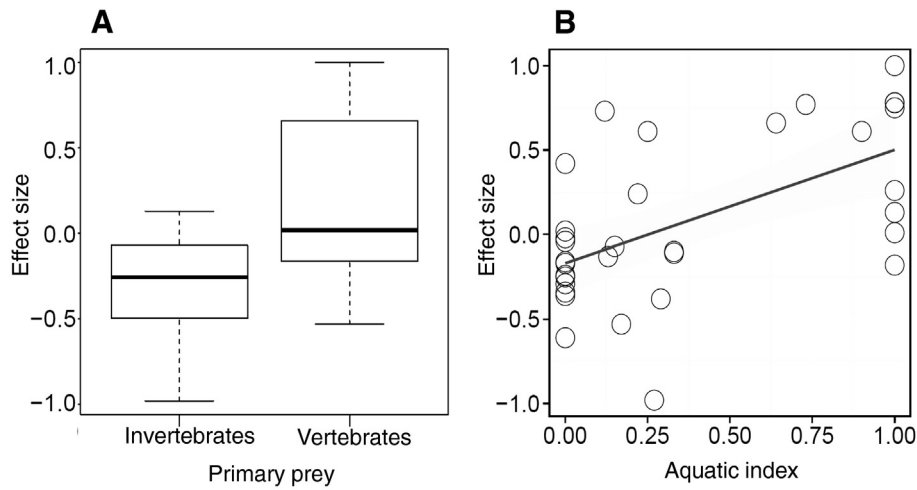 A
1.0
0.5
0.0
−0.5
−1.0
Effect size
Invertebrates
Vertebrates
Primary prey
B
1.0
0.5
0.0
−0.5
−1.0
Effect size
0.00
0.25
0.50
0.75
1.00
Aquatic index